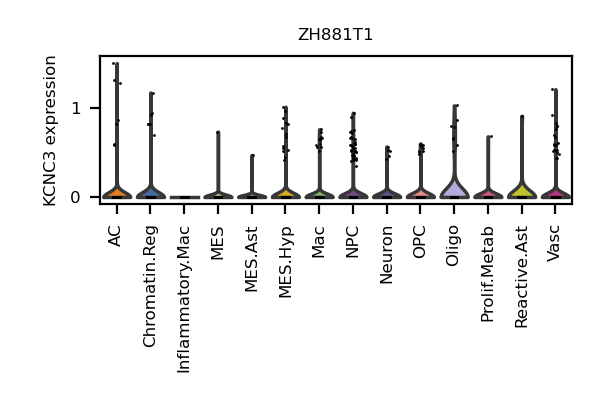 ZH881T1
KCNC3 expression
1
0
AC
Chromatin.Reg
Inflammatory.Mac
MES
MES.Ast
MES.Hyp
Mac
NPC
Neuron
OPC
Oligo
Prolif.Metab
Reactive.Ast
Vasc